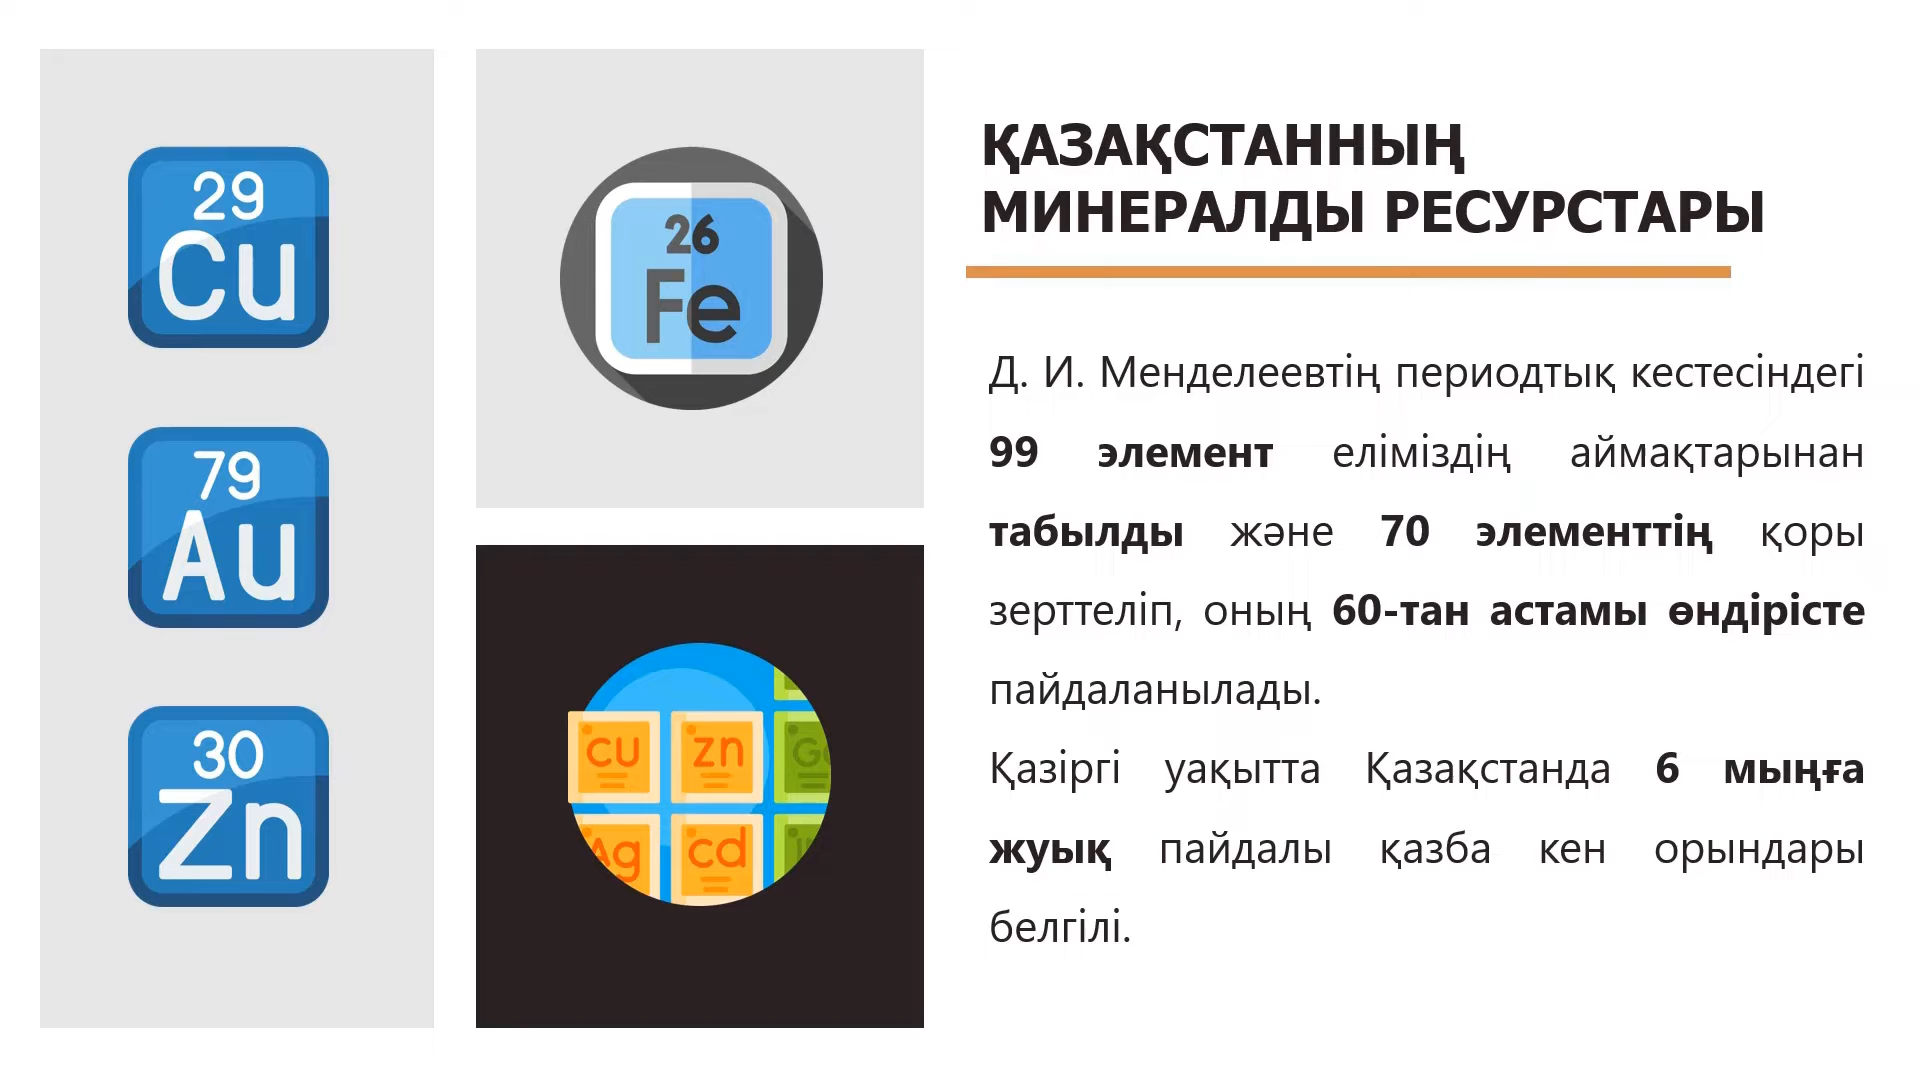 29
Cu
79
Au
30
Zn
26
Fe
cu zn
Ag cd
ҚАЗАҚСТАННЫҢ
МИНЕРАЛДЫ РЕСУРСТАРЫ
Д. И. Менделеевтің периодтық кестесіндегі
99 элемент еліміздің аймақтарынан
табылды және 70 элементтің қоры
зерттеліп, оның 60-тан астамы өндірісте
пайдаланылады.
Қазіргі уақытта Қазақстанда 6 мыңға
жуық пайдалы қазба кен орындары
белгілі.